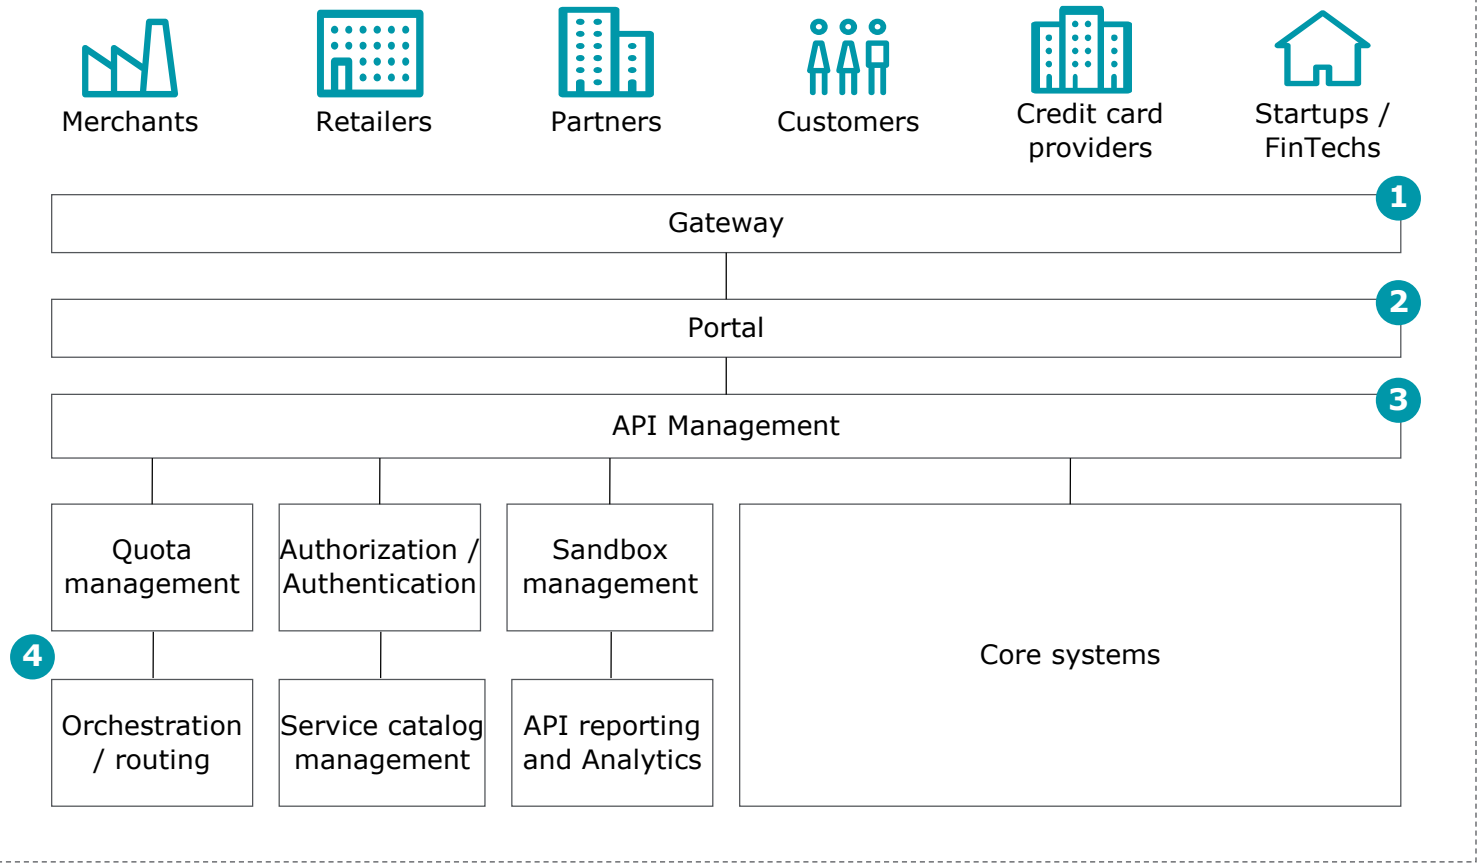 Merchants
Retailers
Partners
Customers
Credit card
providers
Startups /
FinTechs
1
Gateway
2
Portal
3
API Management
Quota
management
Authorization /
Authentication
Sandbox
management
Core systems
4
Orchestration
/ routing
Service catalog
management
API reporting
and Analytics